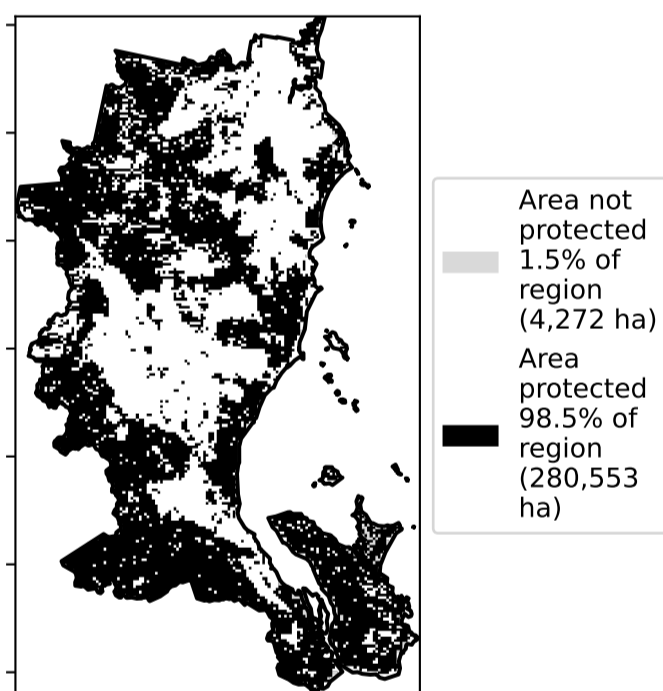 Area not
protected
1.5% of
region
(4,272 ha)
Area
protected
98.5% of
region
(280,553
ha)